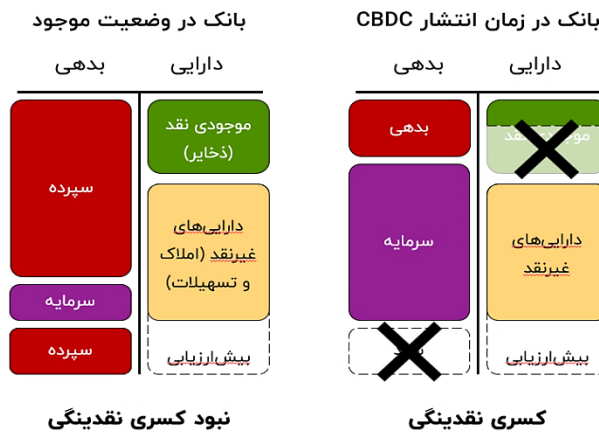 بانک در زمان انتشار CBDC
دارایی
بدهی
موجودی نقد
بدهی
دارایی‌های
غیرنقد
سرمایه
بیش‌ارزیابی
کسری نقدینگی
بانک در وضعیت موجود
دارایی
بدهی
موجودی نقد
(ذخایر)
سپرده
دارایی‌های
غیرنقد (املاک
و تسهیلات)
سرمایه
بیش‌ارزیابی
سپرده
نبود کسری نقدینگی